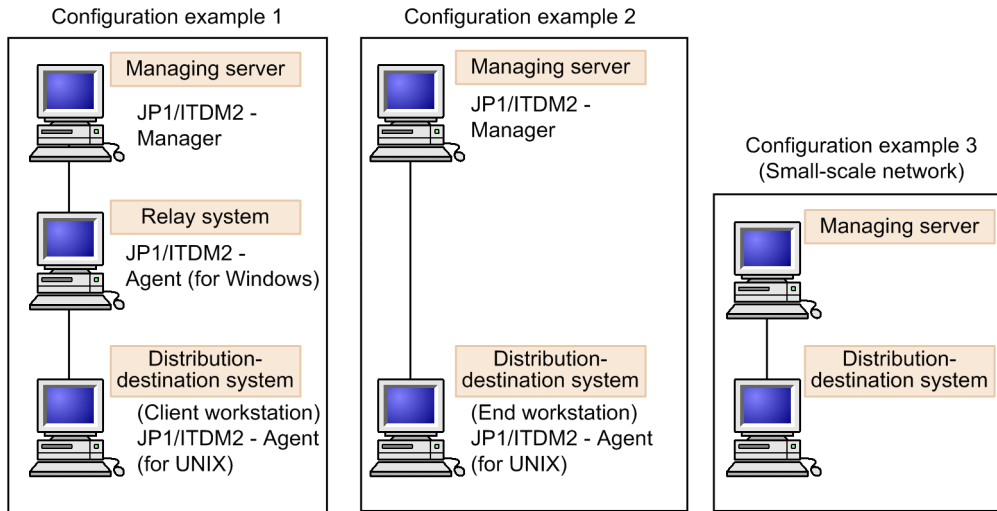 Configuration example 1
Managing server
JP1/ITDM2 -
Manager
Relay system
JP1/ITDM2 -
Agent (for Windows)
Distribution-
destination system
(Client workstation)
JP1/ITDM2 - Agent
(for UNIX)
Configuration example 2
Managing server
JP1/ITDM2 -
Manager
Distribution-
destination system
(End workstation)
JP1/ITDM2 - Agent
(for UNIX)
Configuration example 3
(Small-scale network)
Managing server
Distribution-
destination system